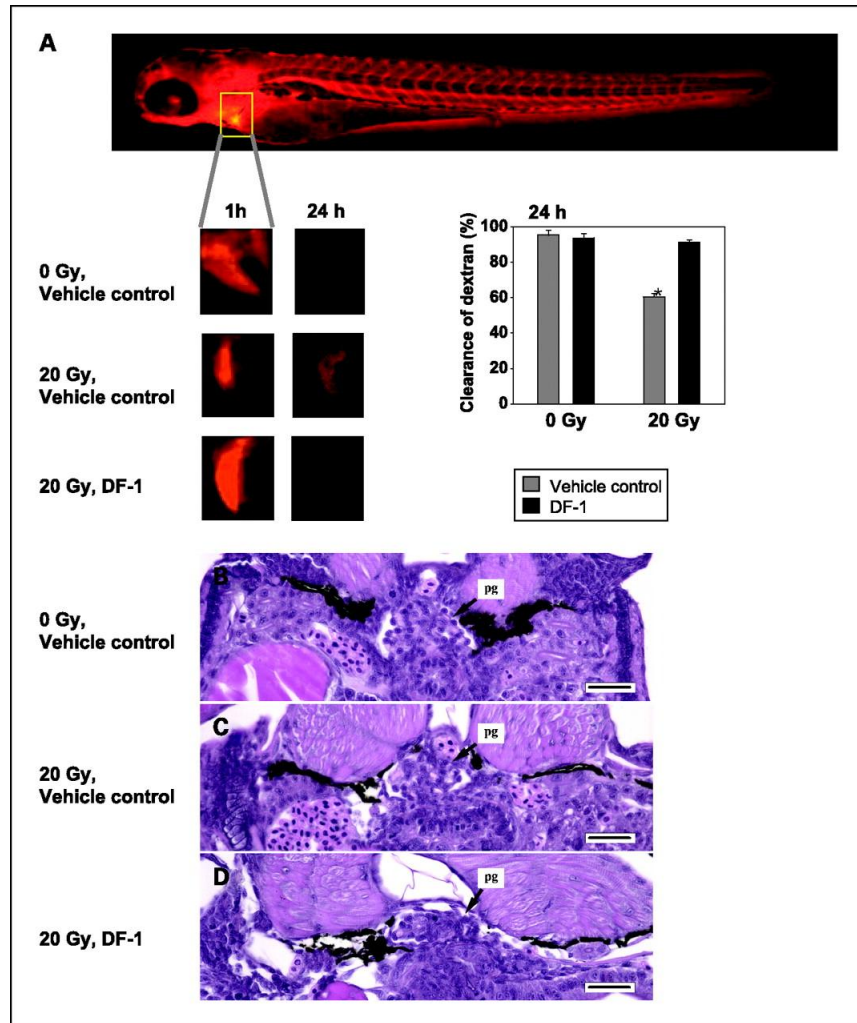 A
1h 24 h
0 Gy,
Vehicle control
20 Gy,
Vehicle control
20 Gy, DF-1
24 h
Clearance of dextran (%)
100
80
60
40
20
0
*
0 Gy 20 Gy
Vehicle control
DF-1
B
pg
0 Gy,
Vehicle control
C
pg
20 Gy,
Vehicle control
D
pg
20 Gy, DF-1